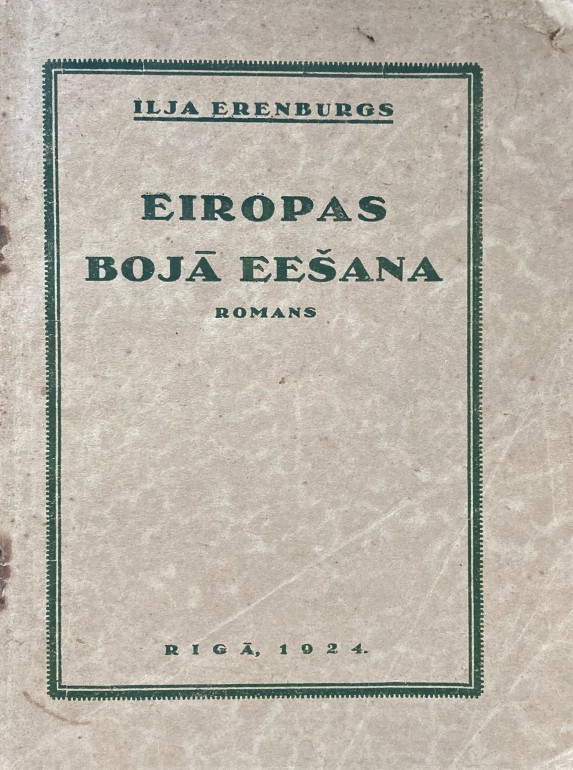 ILJA ERENBURGS
EIROPAS
BOJĀ EEŠANA
ROMANS
RIGĀ, 1924.